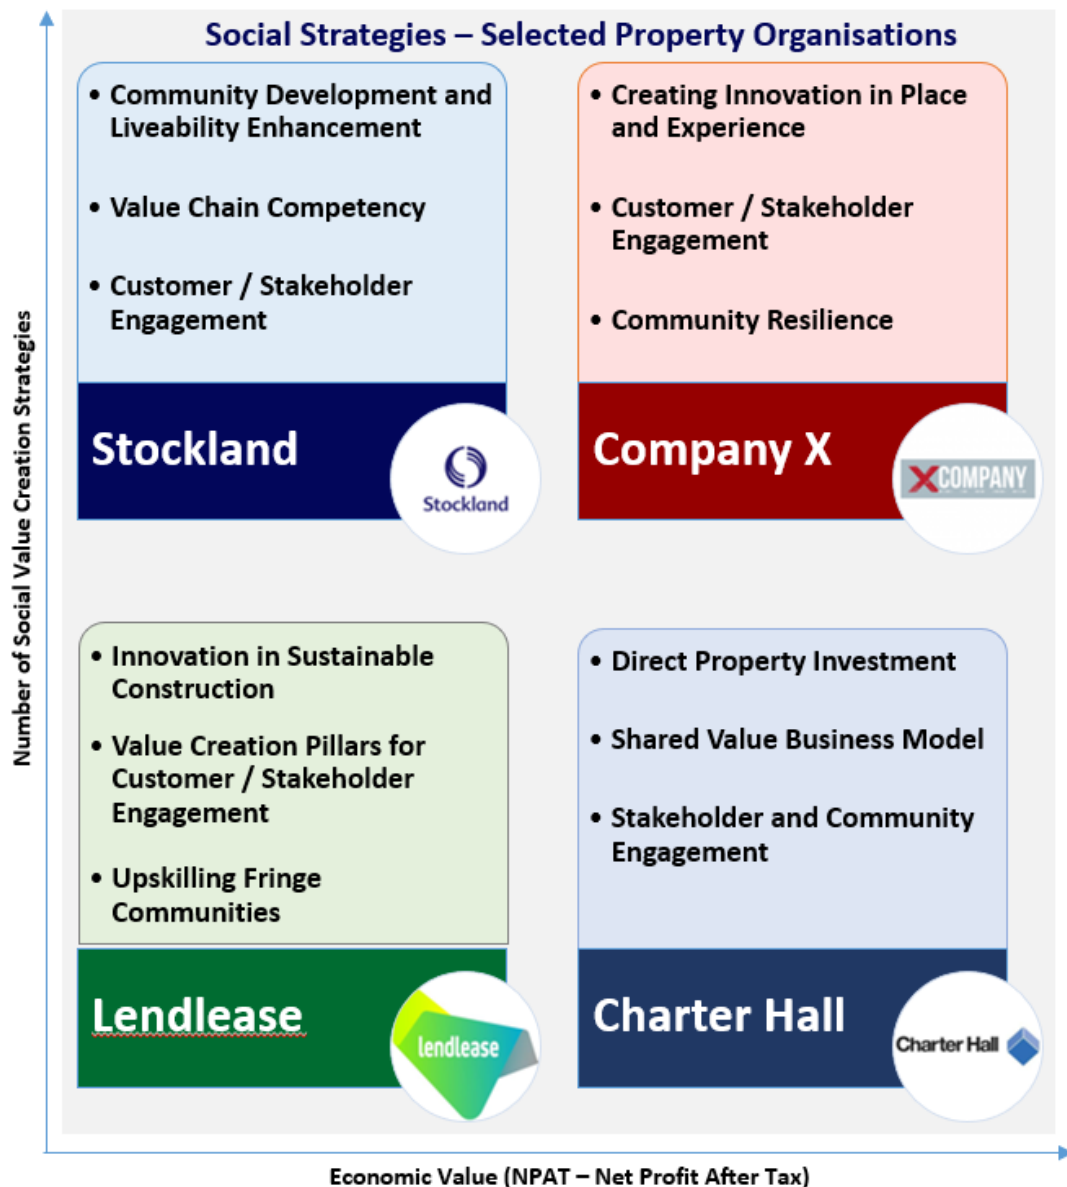 Social Strategies – Selected Property Organisations
• Community Development and
Liveability Enhancement
• Value Chain Competency
• Customer / Stakeholder
Engagement
Stockland
Stockland
• Creating Innovation in Place
and Experience
• Customer / Stakeholder
Engagement
• Community Resilience
Company X
XCOMPANY
• Innovation in Sustainable
Construction
• Value Creation Pillars for
Customer / Stakeholder
Engagement
• Upskilling Fringe
Communities
Lendlease
lendlease
• Direct Property Investment
• Shared Value Business Model
• Stakeholder and Community
Engagement
Charter Hall
Charter Hall
Number of Social Value Creation Strategies
Economic Value (NPAT – Net Profit After Tax)